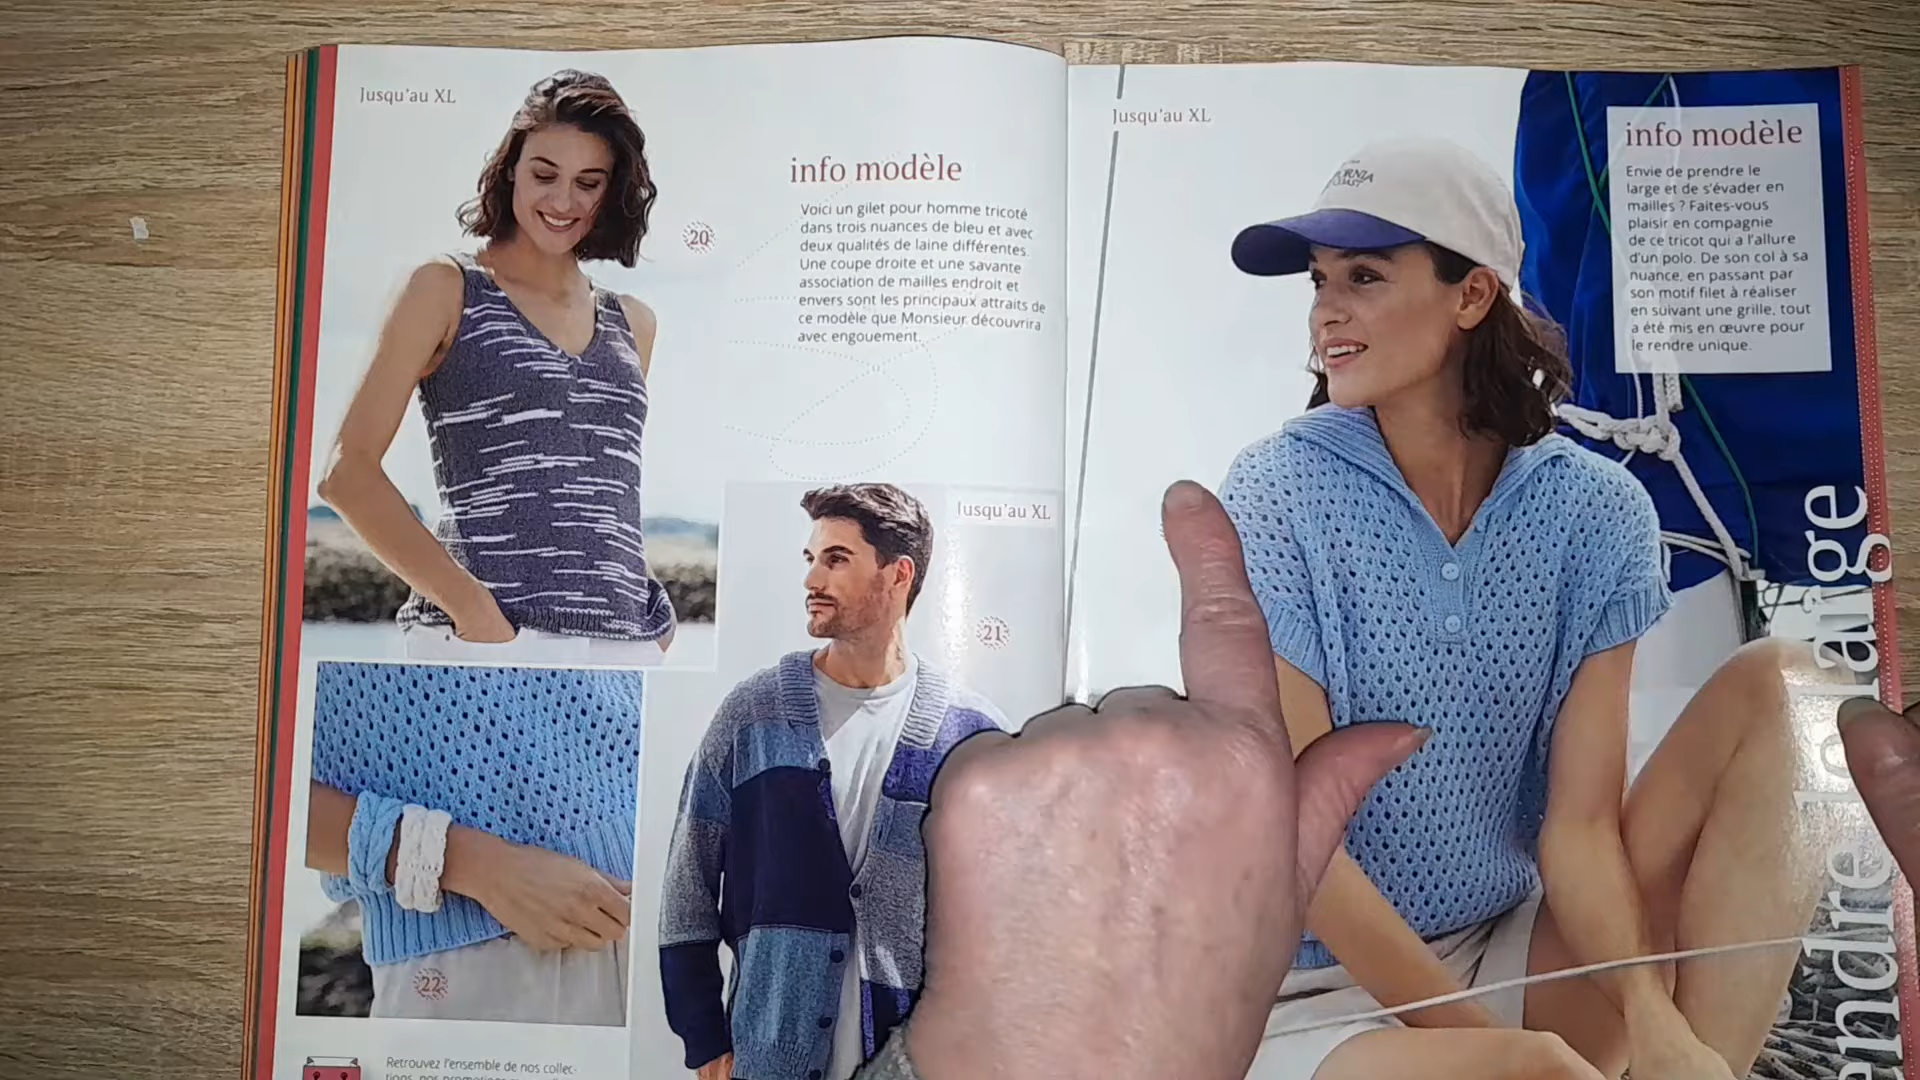 Jusqu'au XL
20
info modèle
Voici un gilet pour homme tricoté
dans trois nuances de bleu et avec
deux qualités de laine différentes.
Une coupe droite et une savante
association de mailles endroit et
envers sont les principaux attraits de
ce modèle que Monsieur découvrira
avec engouement.
Jusqu'au XL
21
22
Retrouvez l'ensemble de nos collec-
Jusqu'au XL
info modèle
Envie de prendre le
large et de s'évader en
mailles ? Faites-vous
plaisir en compagnie
de ce tricot qui a l'allure
d'un polo. De son col à sa
nuance, en passant par
son motif filet à réaliser
en suivant une grille, tout
a été mis en œuvre pour
le rendre unique.
endre le large